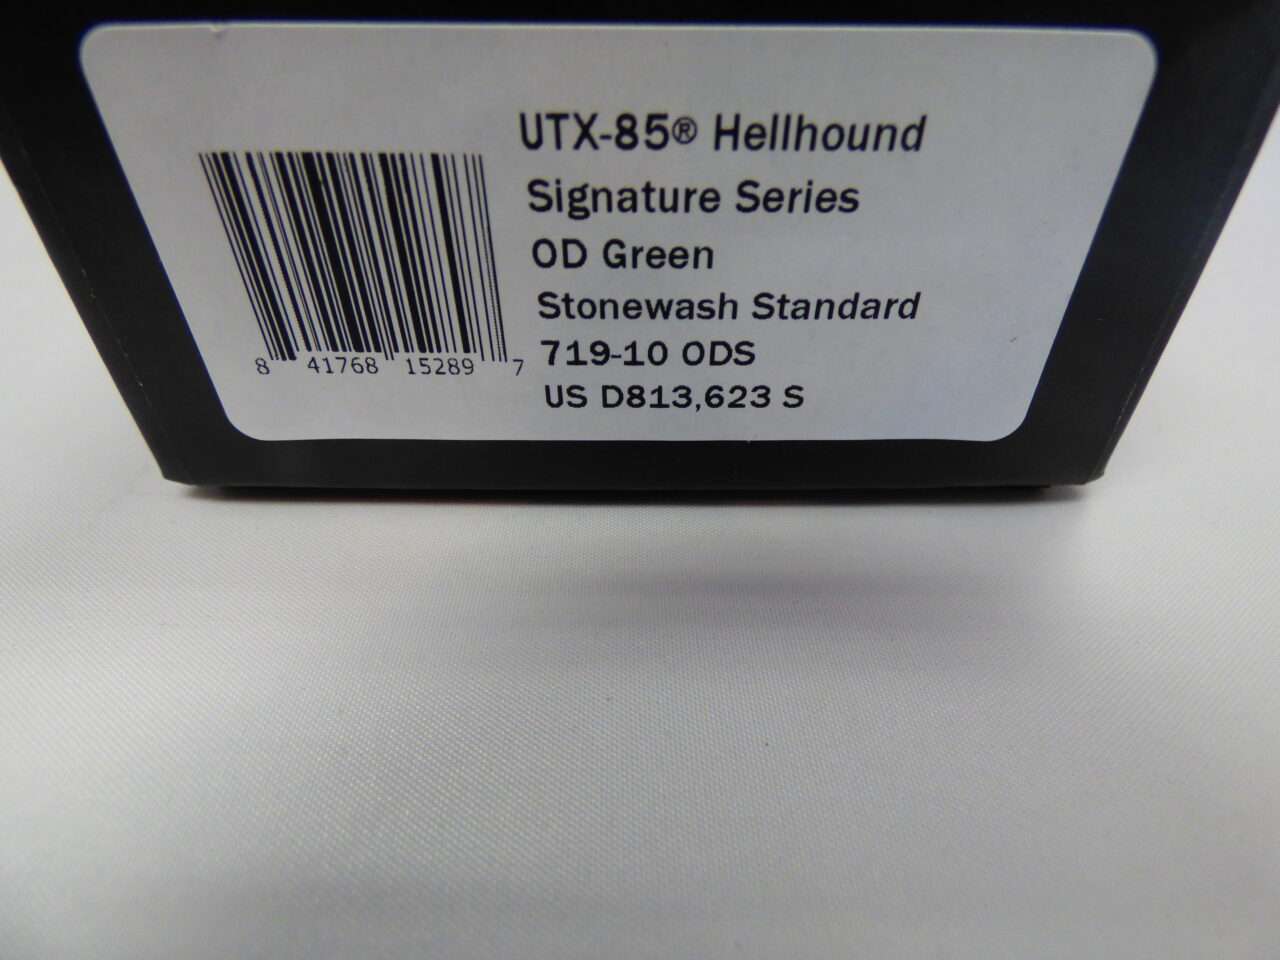 UTX-85® Hellhound
Signature Series
OD Green
Stonewash Standard
719-10 ODS
US D813,623 S
8 41768 15289 7